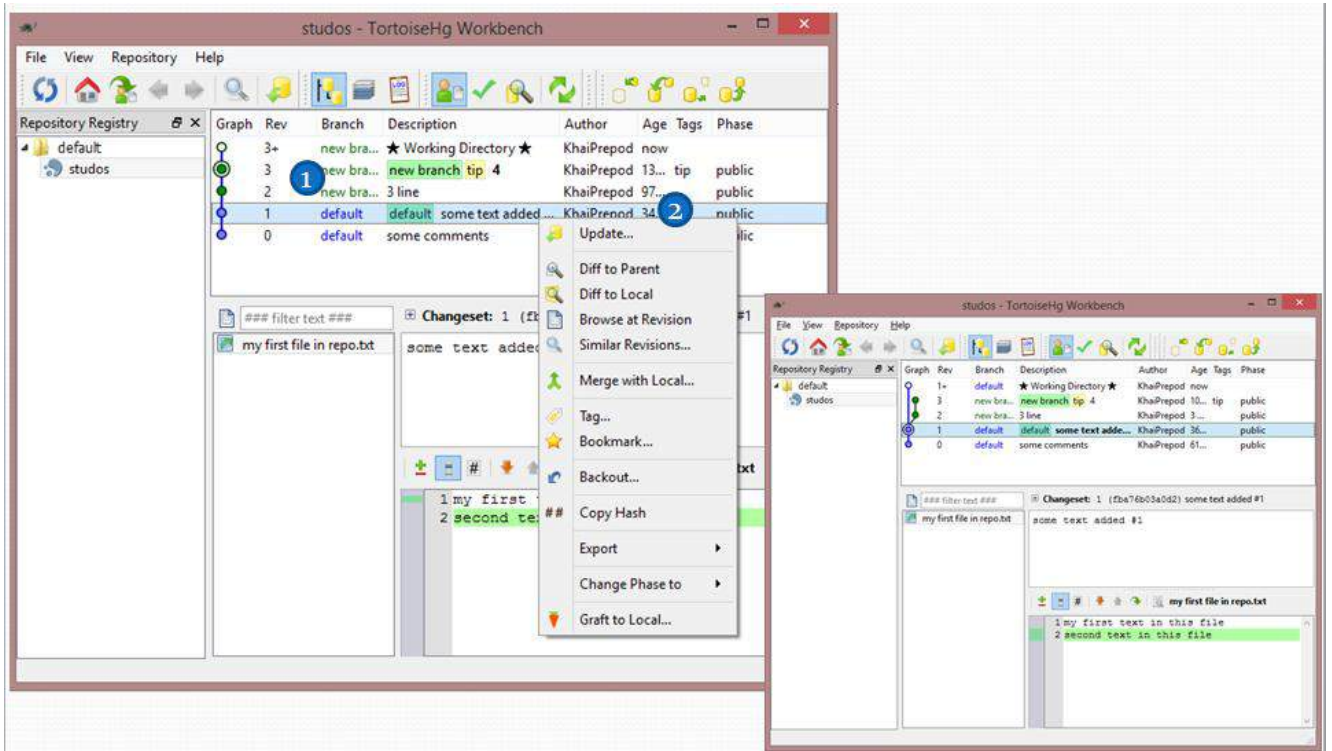 studos - TortoiseHg Workbench
File View Repository Help
LOG
Repository Registry
default
studos
Graph Rev Branch Description Author Age Tags Phase
3+ new bra... ★ Working Directory ★ KhaiPrepod now
3 new bra... new branch tip 4 KhaiPrepod 13... tip public
1
2 new bra... 3 line KhaiPrepod 97... public
1 default default some text added ... KhaiPrepod 34 public
2
0 default some comments
### filter text ###
Changeset: 1
my first file in repo.txt
some text added
#
1 my first
2 second
Update...
Diff to Parent
Diff to Local
Browse at Revision
Similar Revisions...
Merge with Local...
Tag...
Bookmark...
Backout...
## Copy Hash
Export
Change Phase to
Graft to Local...
studos - TortoiseHg Workbench
File View Repository Help
Repository Registry
default
studos
Graph Rev Branch Description Author Age Tags Phase
1+ default ★ Working Directory ★ KhaiPrepod now
3 new bra... new branch tip 4 KhaiPrepod 10... tip public
2 new bra... 3 line KhaiPrepod 3 ... public
1 default default some text adde... KhaiPrepod 36... public
0 default some comments KhaiPrepod 61... public
### filter text ###
Changeset: 1 (fba76b03a0d2) some text added #1
my first file in repo.txt
some text added #1
# my first file in repo.txt
1 my first text in this file
2 second text in this file